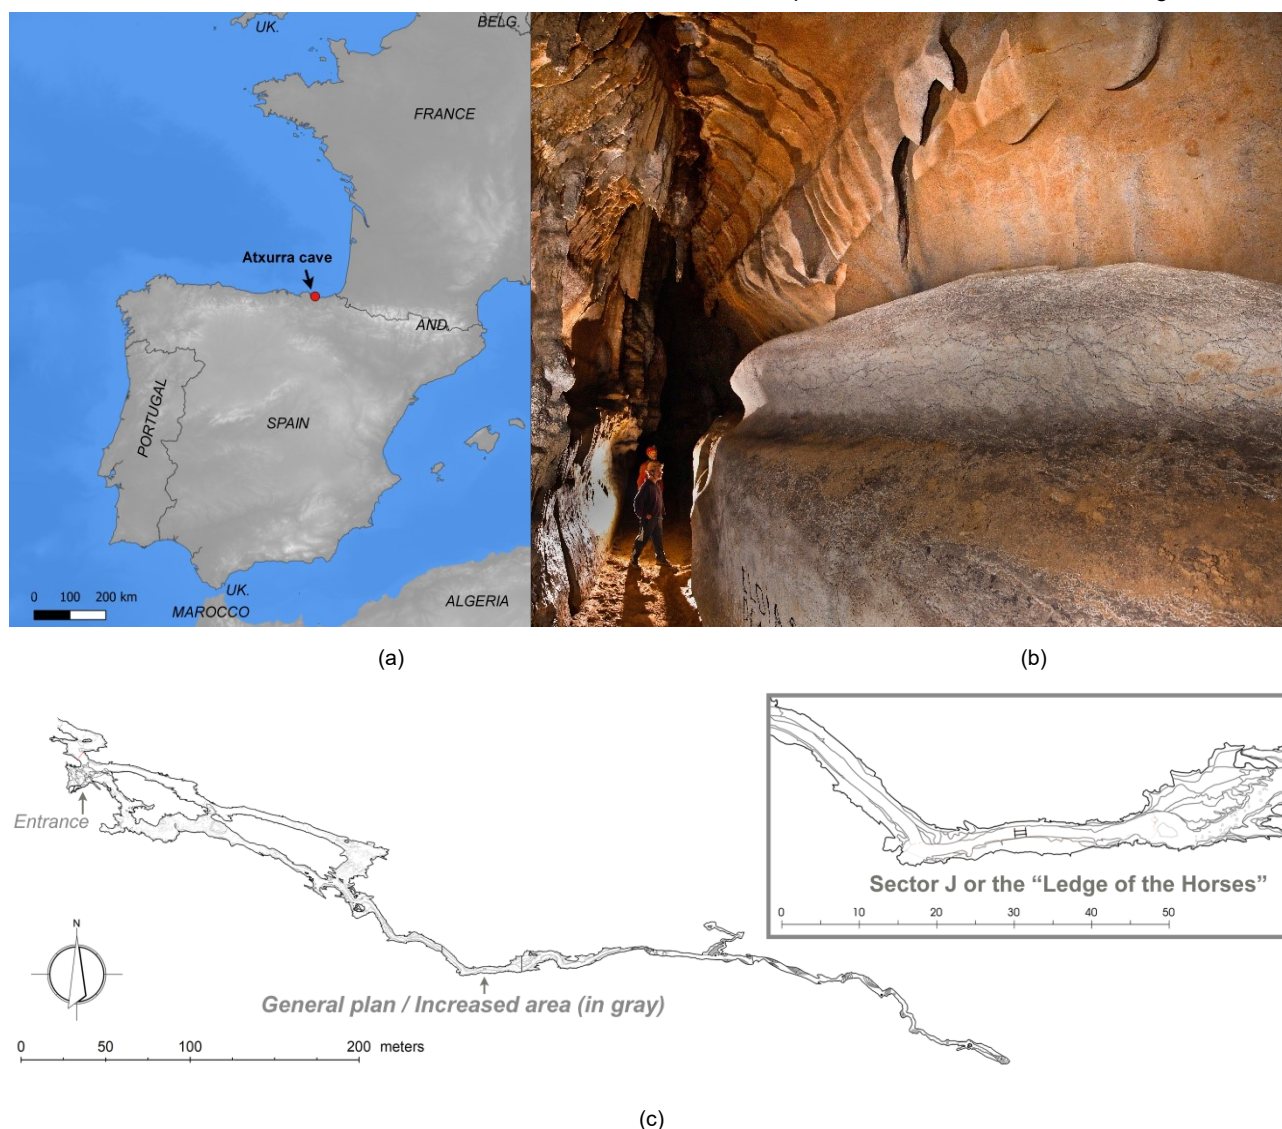 UK.
BELG.
FRANCE
Atxurra cave
AND.
PORTUGAL
SPAIN
0 100 200 km
UK.
MAROCCO
ALGERIA
(a)
(b)
Entrance
N
General plan / Increased area (in gray)
0 50 100 200 meters
Sector J or the “Ledge of the Horses”
0 10 20 30 40 50
(c)